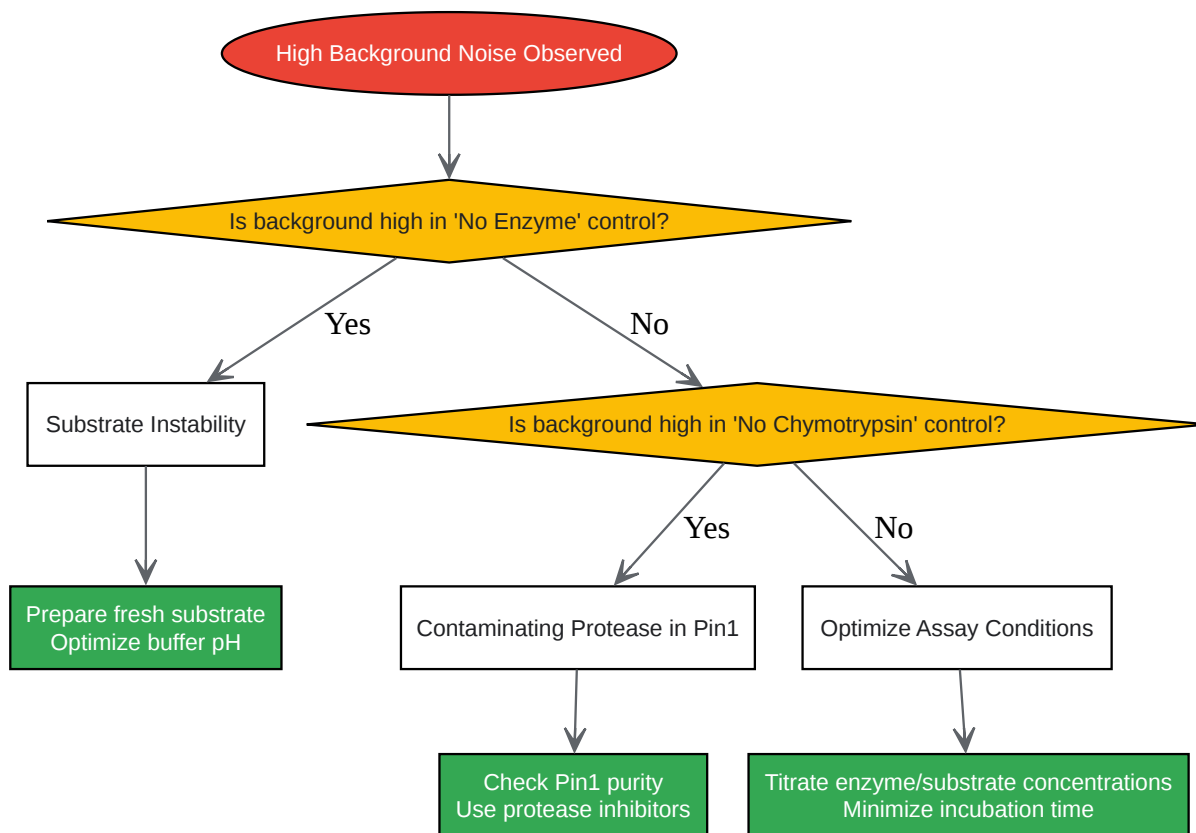 High Background Noise Observed
Is background high in 'No Enzyme' control?
Yes
No
Substrate Instability
Is background high in 'No Chymotrypsin' control?
Yes
No
Prepare fresh substrate
Optimize buffer pH
Contaminating Protease in Pin1
Optimize Assay Conditions
Check Pin1 purity
Use protease inhibitors
Titrate enzyme/substrate concentrations
Minimize incubation time